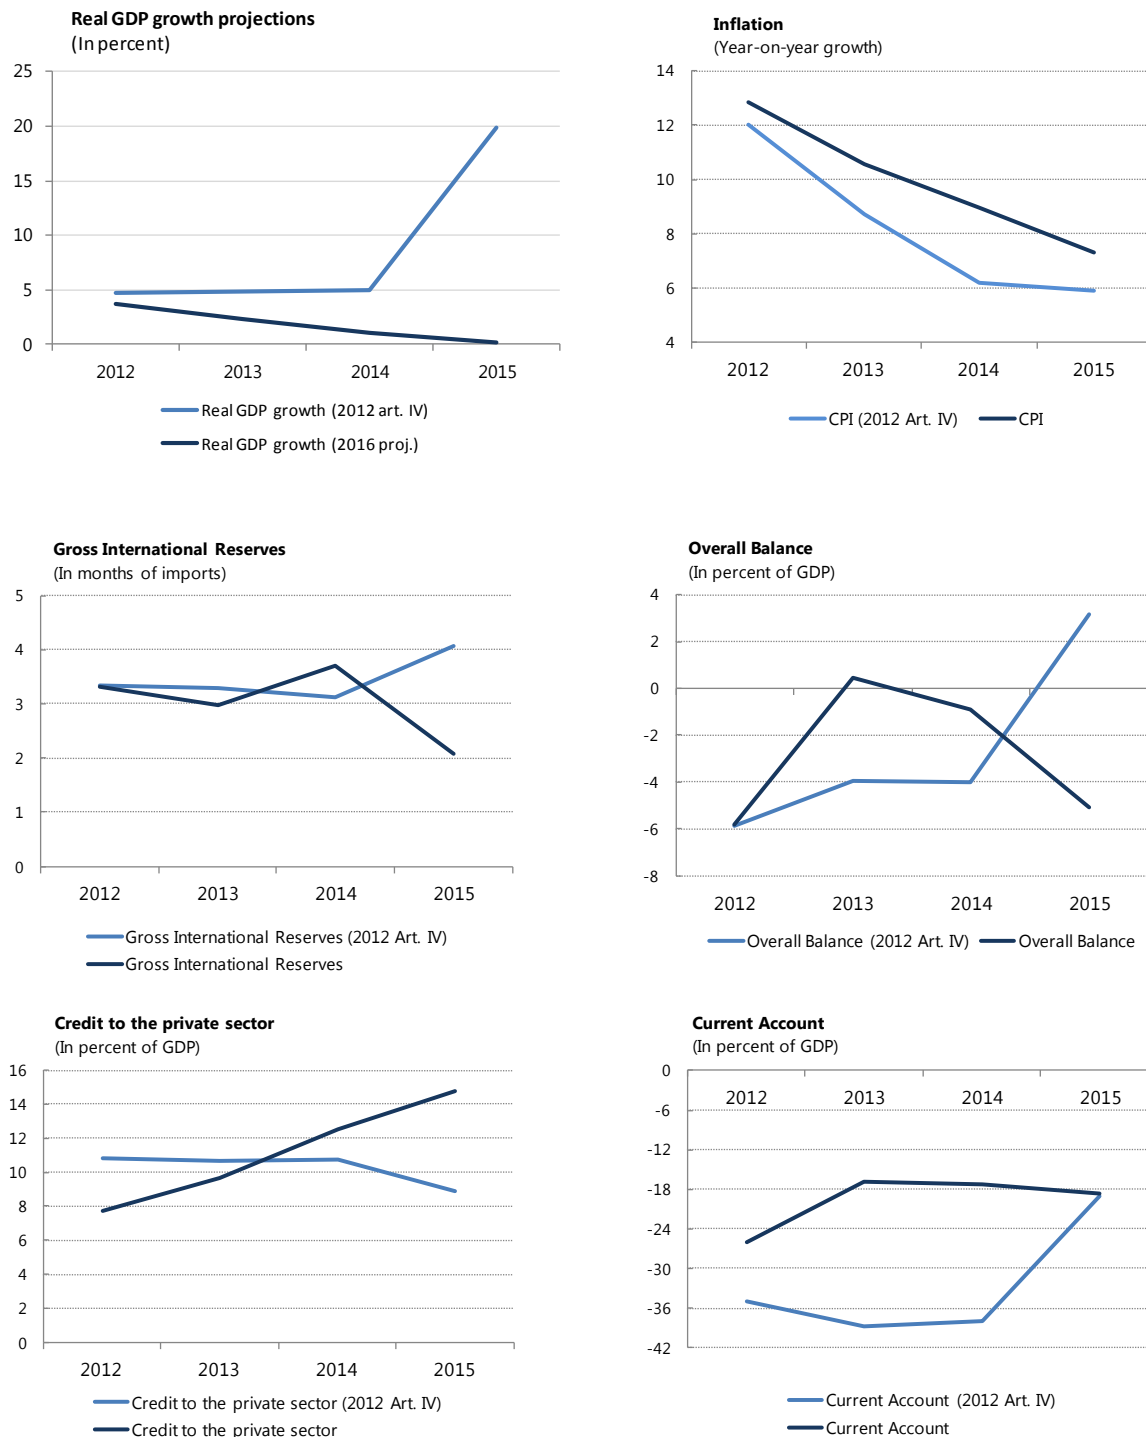 Real GDP growth projections
(In percent)
25
20
15
10
5
0
2012 2013 2014 2015
Real GDP growth (2012 art. IV)
Real GDP growth (2016 proj.)
Inflation
(Year-on-year growth)
14
12
10
8
6
4
2012 2013 2014 2015
CPI (2012 Art. IV) CPI
Gross International Reserves
(In months of imports)
5
4
3
2
1
0
2012 2013 2014 2015
Gross International Reserves (2012 Art. IV)
Gross International Reserves
Overall Balance
(In percent of GDP)
4
2
0
-2
-4
-6
-8
2012 2013 2014 2015
Overall Balance (2012 Art. IV) Overall Balance
Credit to the private sector
(In percent of GDP)
16
14
12
10
8
6
4
2
0
2012 2013 2014 2015
Credit to the private sector (2012 Art. IV)
Credit to the private sector
Current Account
(In percent of GDP)
0
2012 2013 2014 2015
-6
-12
-18
-24
-30
-36
-42
Current Account (2012 Art. IV)
Current Account